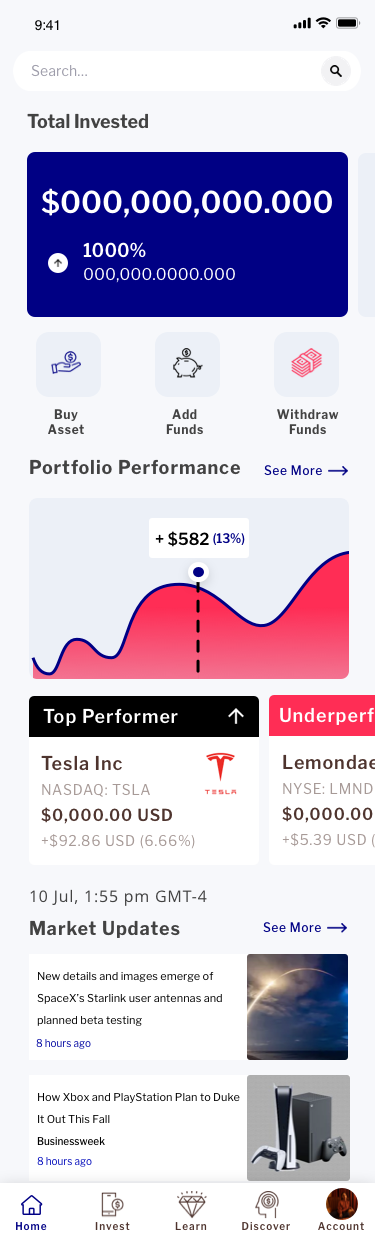 9:41
Search...
Total Invested
$000,000,000.000
1000%
000,000.0000.000
Buy
Asset
Add
Funds
Withdraw
Funds
Portfolio Performance
See More
+ $582 (13%)
Top Performer
Tesla Inc
NASDAQ: TSLA
$0,000.00 USD
+$92.86 USD (6.66%)
TESLA
Underperf
Lemondae
NYSE: LMND
$0,000.00
+$5.39 USD (
10 Jul, 1:55 pm GMT-4
Market Updates
See More
New details and images emerge of
SpaceX's Starlink user antennas and
planned beta testing
8 hours ago
How Xbox and PlayStation Plan to Duke
It Out This Fall
Businessweek
8 hours ago
Home
Invest
Learn
Discover
Account